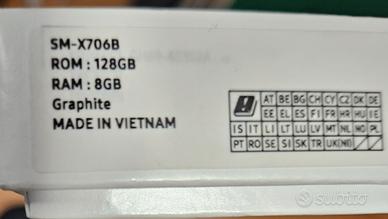 SM-X706B
ROM : 128GB
RAM : 8GB
Graphite
MADE IN VIETNAM
AT BE BG CH CY CZ DK DE
EE EL ES FI FR HR HU IE
IS IT LI LT LU LV MT NL NO PL
PT RO SE SI SK TR UK(NI)
subito